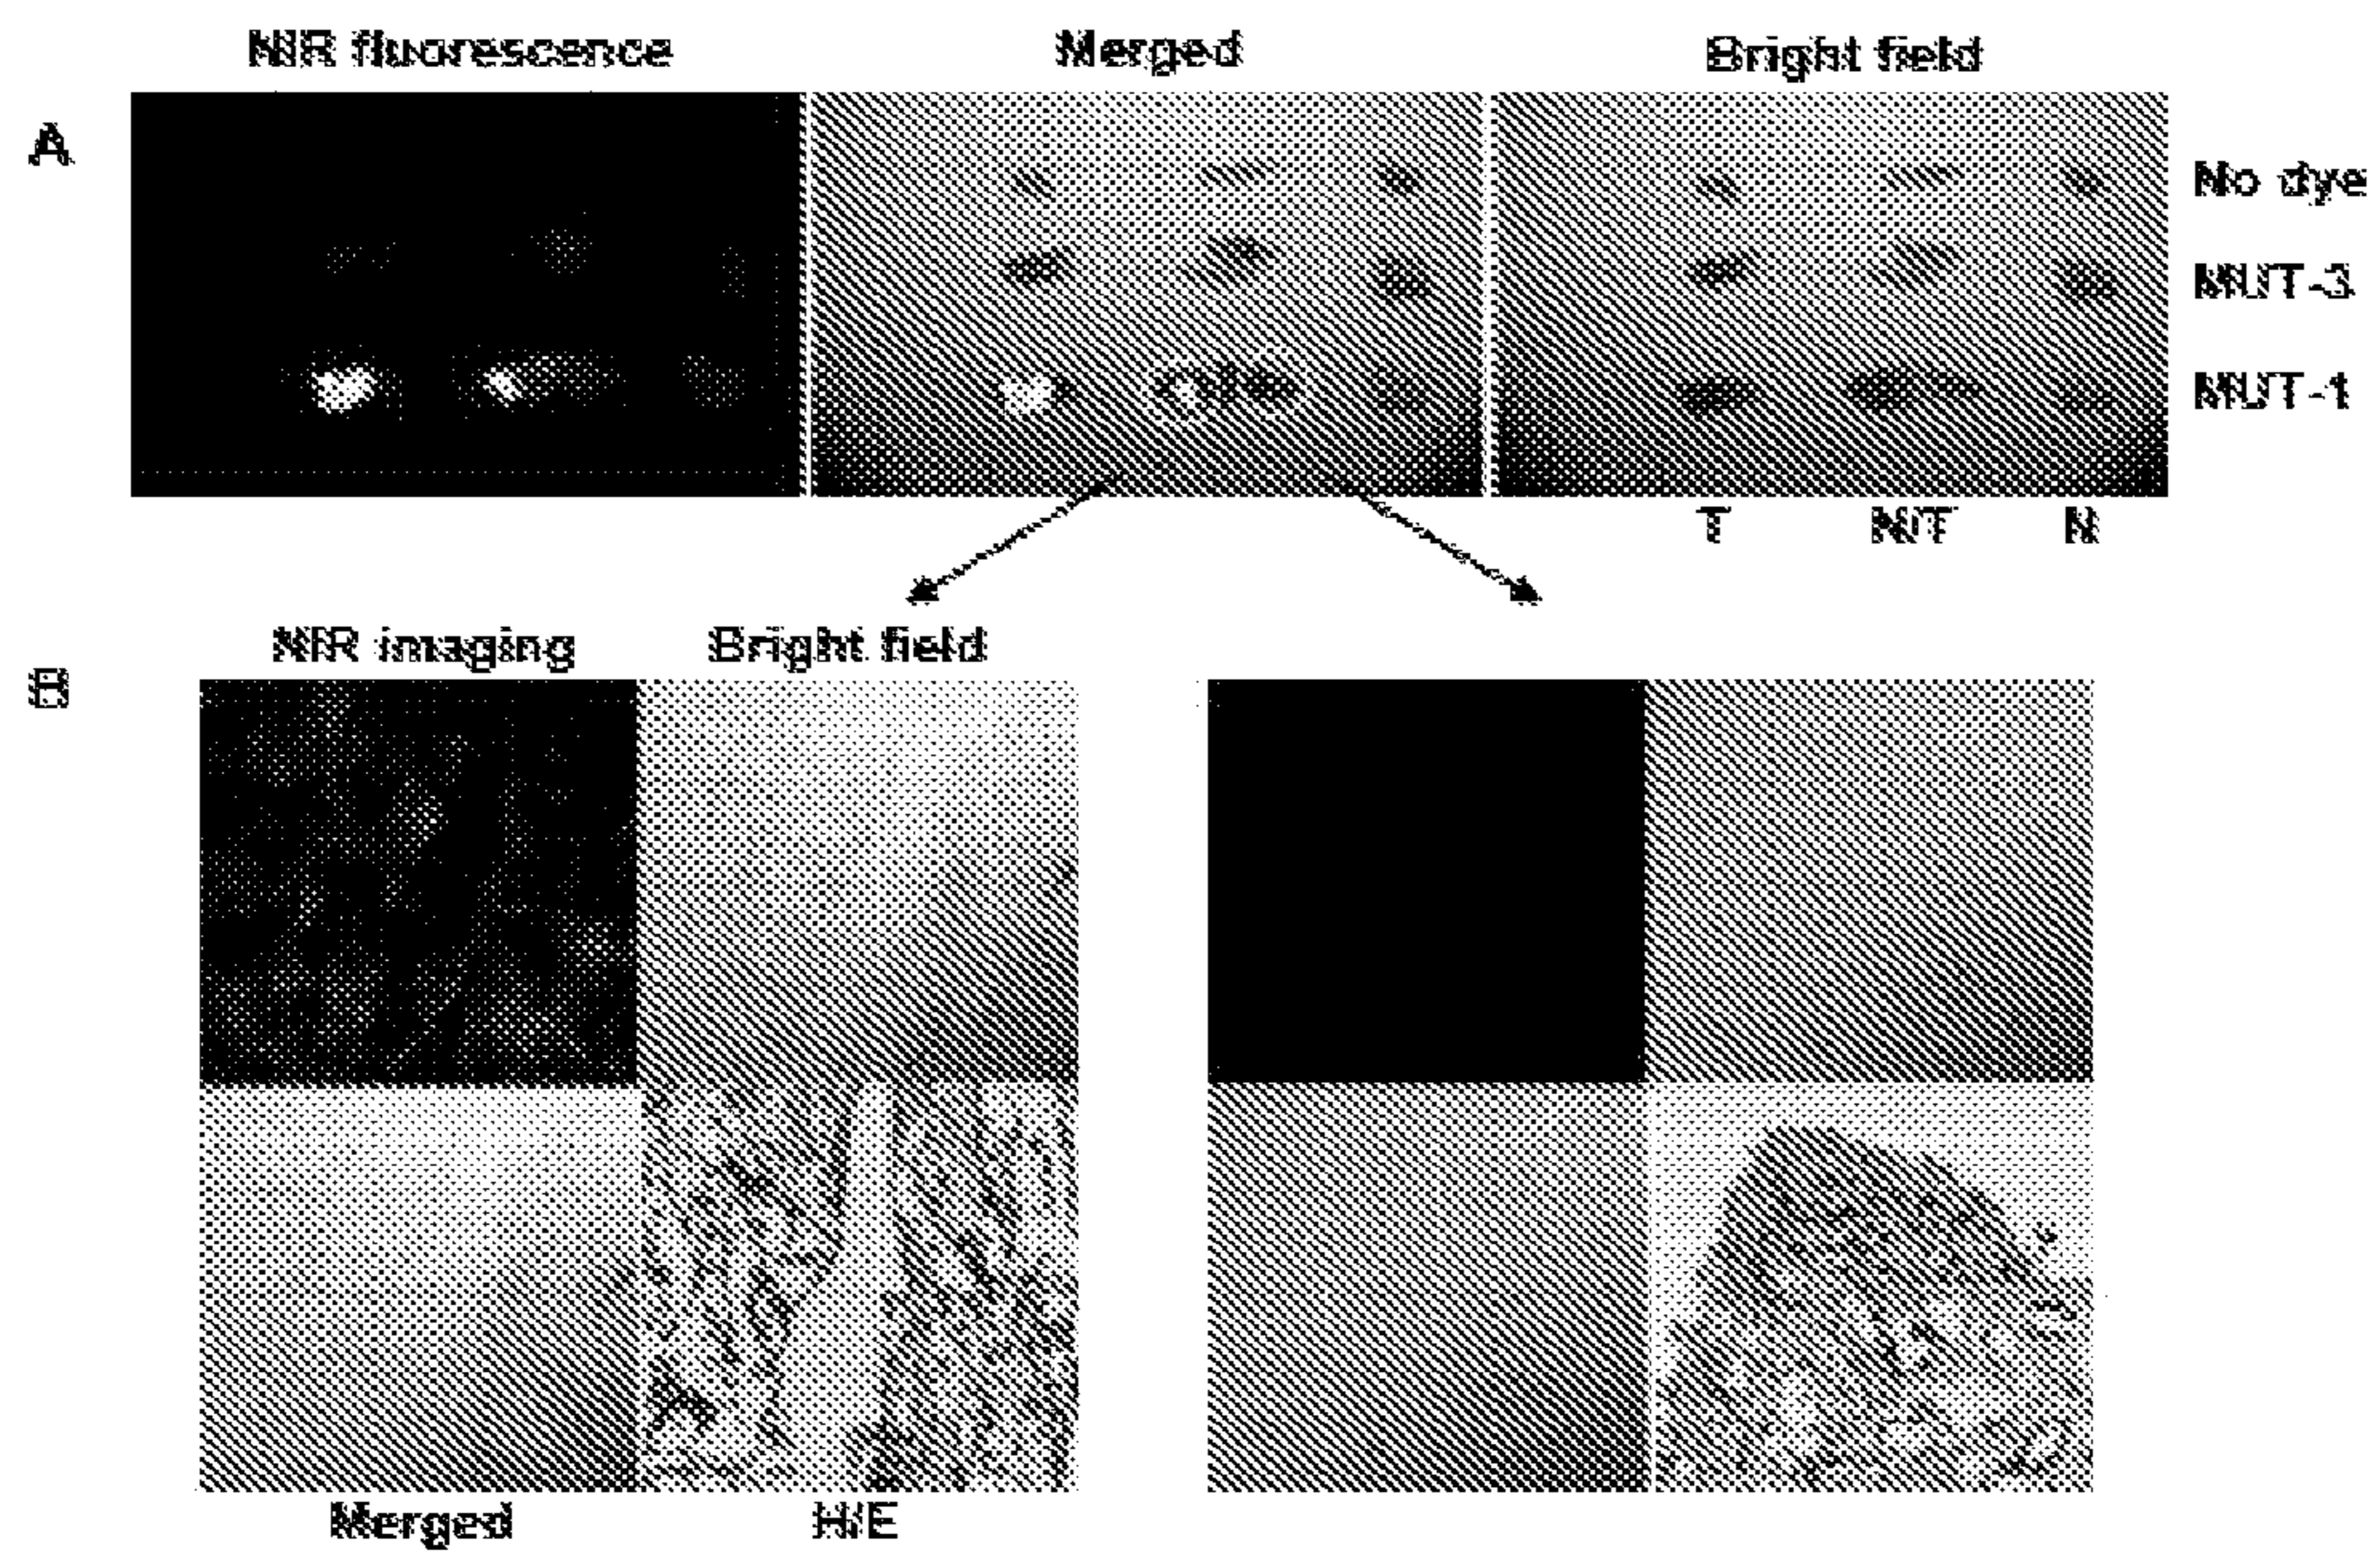 NIR fluorescence Merged Bright field
A
No dye
MUT-3
MUT-1
T N/T N
NIR imaging Bright field
B
Merged H/E